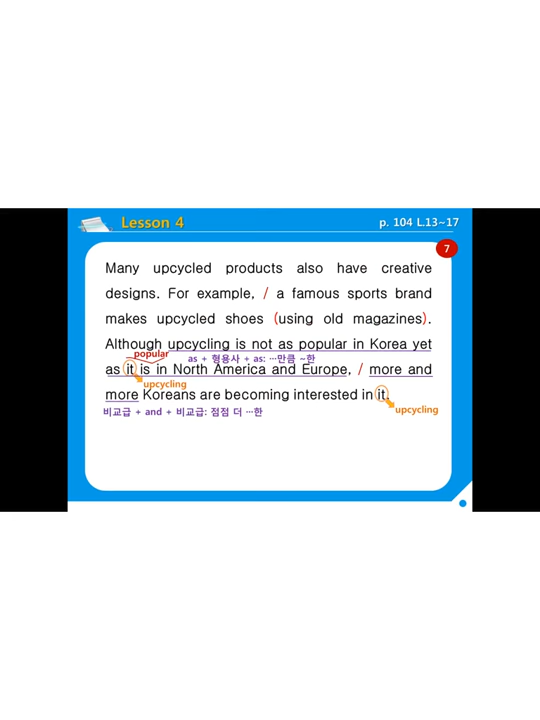 Lesson 4
p. 104 L.13~17
7
Many upcycled products also have creative
designs. For example, / a famous sports brand
makes upcycled shoes (using old magazines).
Although upcycling is not as popular in Korea yet
popular
as + 형용사 + as: …만큼 ~한
as it is in North America and Europe, / more and
upcycling
more Koreans are becoming interested in it.
upcycling
비교급 + and + 비교급: 점점 더 …한